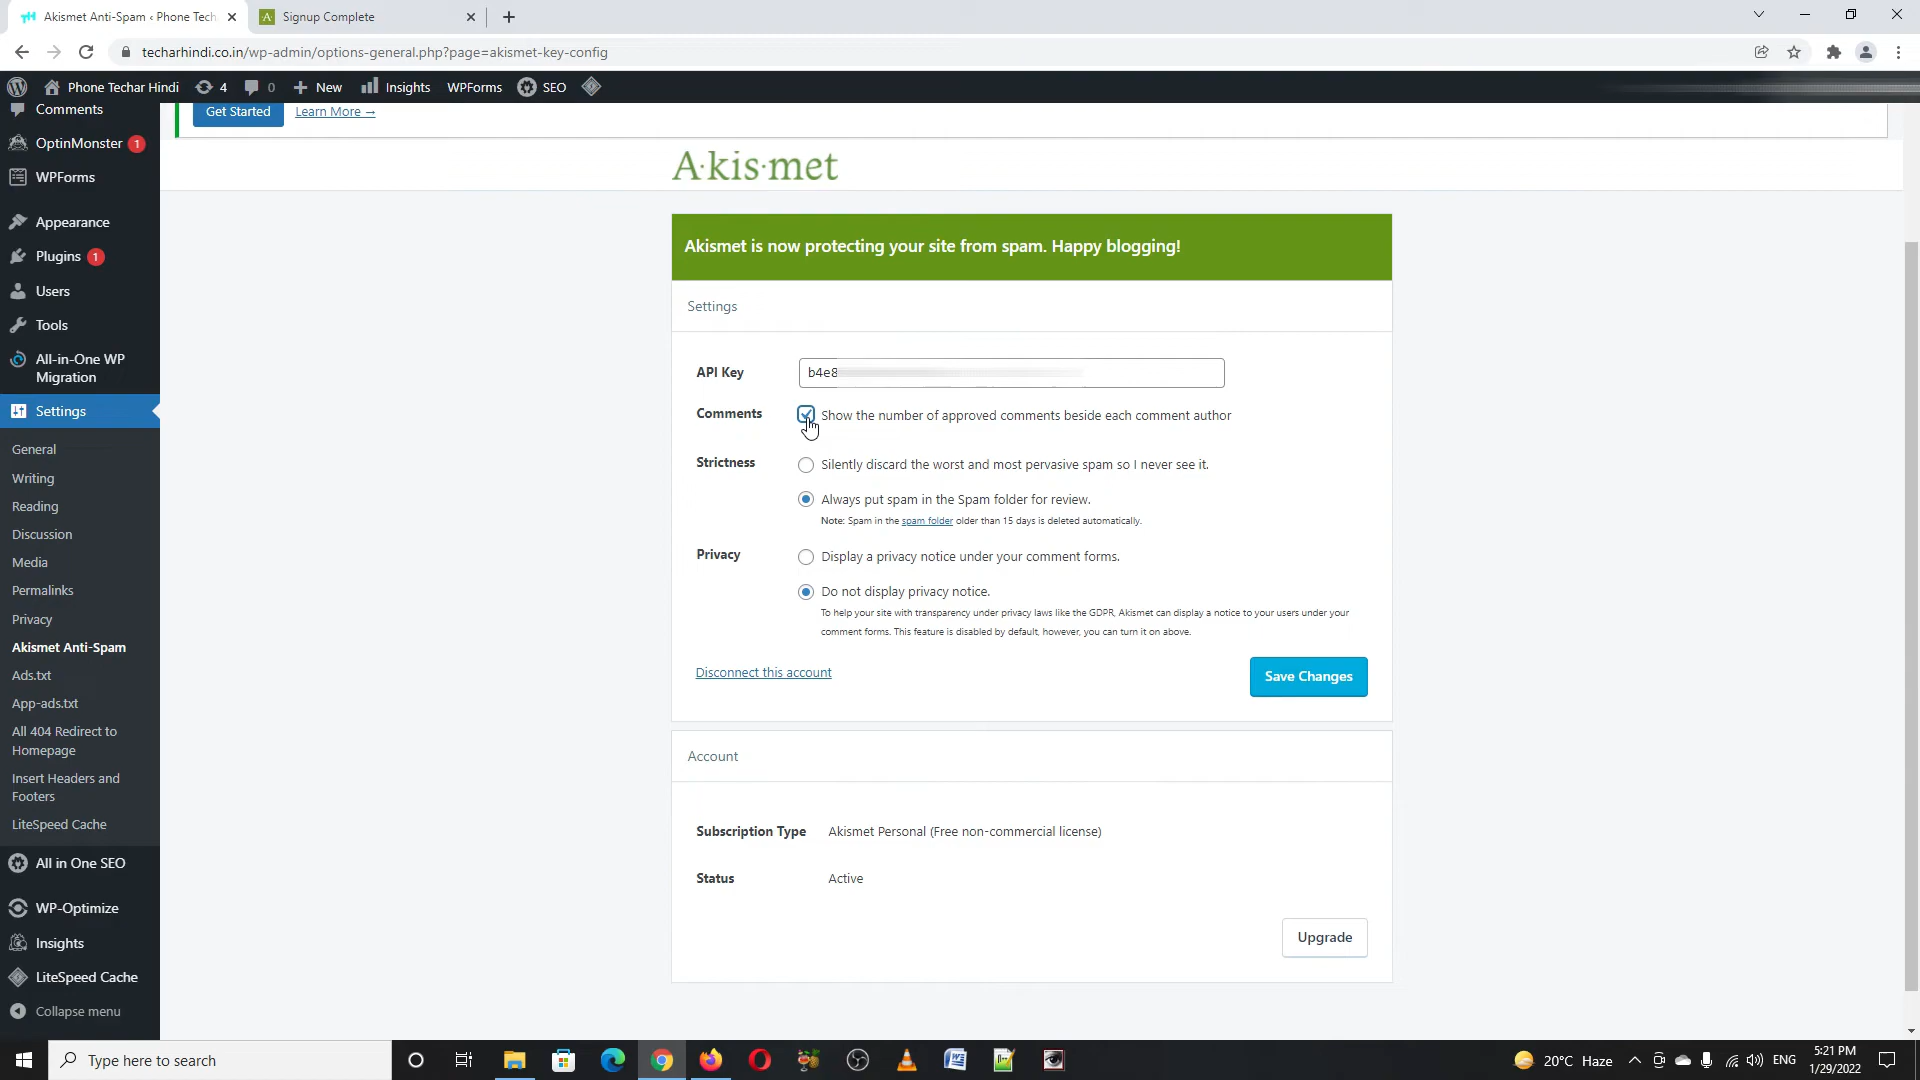 Akismet Anti-Spam ‹ Phone Tech
Signup Complete
techarhindi.co.in/wp-admin/options-general.php?page=akismet-key-config
Phone Techar Hindi
4
0
New
Insights
WPForms
SEO
Comments
OptinMonster 1
WPForms
Appearance
Plugins 1
Users
Tools
All-in-One WP
Migration
Settings
General
Writing
Reading
Discussion
Media
Permalinks
Privacy
Akismet Anti-Spam
Ads.txt
App-ads.txt
All 404 Redirect to
Homepage
Insert Headers and
Footers
LiteSpeed Cache
All in One SEO
WP-Optimize
Insights
LiteSpeed Cache
Collapse menu
Get Started
Learn More →
A·kis·met
Akismet is now protecting your site from spam. Happy blogging!
Settings
API Key
b4e8
Comments
Show the number of approved comments beside each comment author
Strictness
Silently discard the worst and most pervasive spam so I never see it.
Always put spam in the Spam folder for review.
Note: Spam in the spam folder older than 15 days is deleted automatically.
Privacy
Display a privacy notice under your comment forms.
Do not display privacy notice.
To help your site with transparency under privacy laws like the GDPR, Akismet can display a notice to your users under your
comment forms. This feature is disabled by default, however, you can turn it on above.
Disconnect this account
Save Changes
Account
Subscription Type
Akismet Personal (Free non-commercial license)
Status
Active
Upgrade
Type here to search
20°C Haze
ENG
5:21 PM
1/29/2022